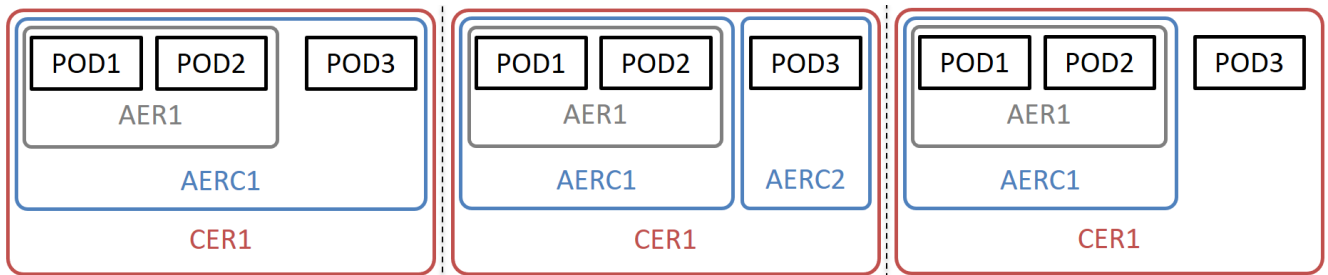 POD1 POD2 POD3
AER1
AERC1
CER1
POD1 POD2 POD3
AER1
AERC1 AERC2
CER1
POD1 POD2 POD3
AER1
AERC1
CER1